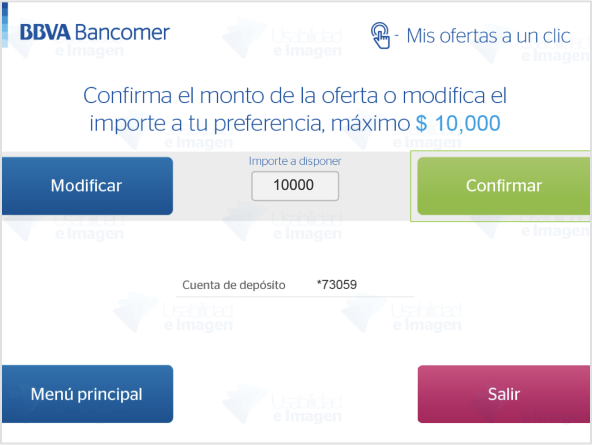 BBVA Bancomer
- Mis ofertas a un clic
Confirma el monto de la oferta o modifica el
importe a tu preferencia, máximo $ 10,000
Modificar
Importe a disponer
10000
Confirmar
Cuenta de depósito *73059
Menú principal
Salir
Usabilidad
e Imagen